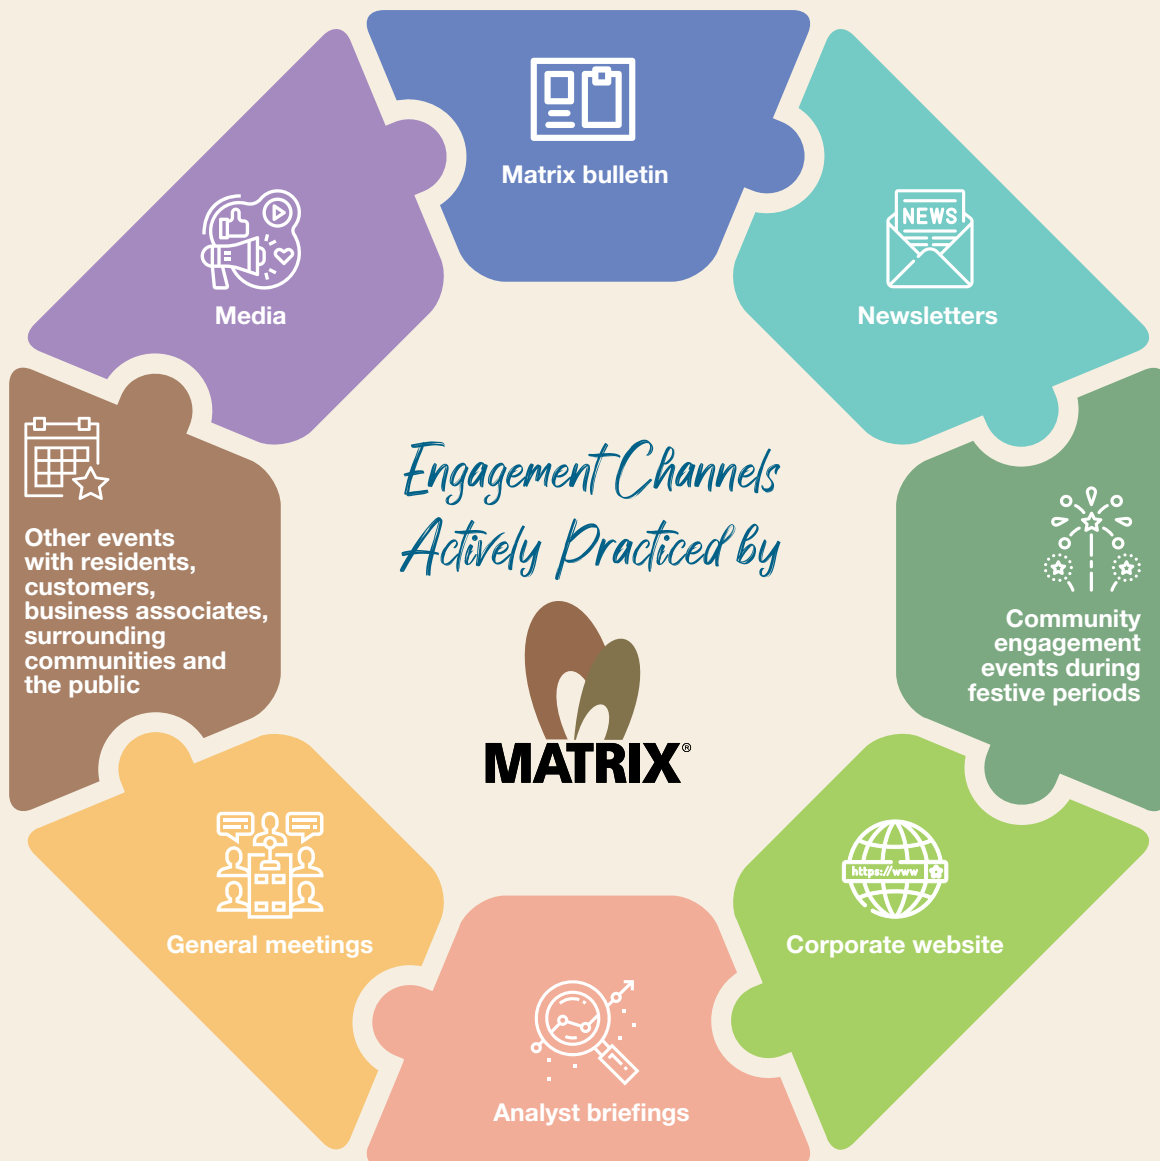 Matrix bulletin
NEWS
Newsletters
Media
Engagement Channels
Actively Practiced by
MATRIX®
Other events
with residents,
customers,
business associates,
surrounding
communities and
the public
Community
engagement
events during
festive periods
General meetings
https://www
Corporate website
Analyst briefings